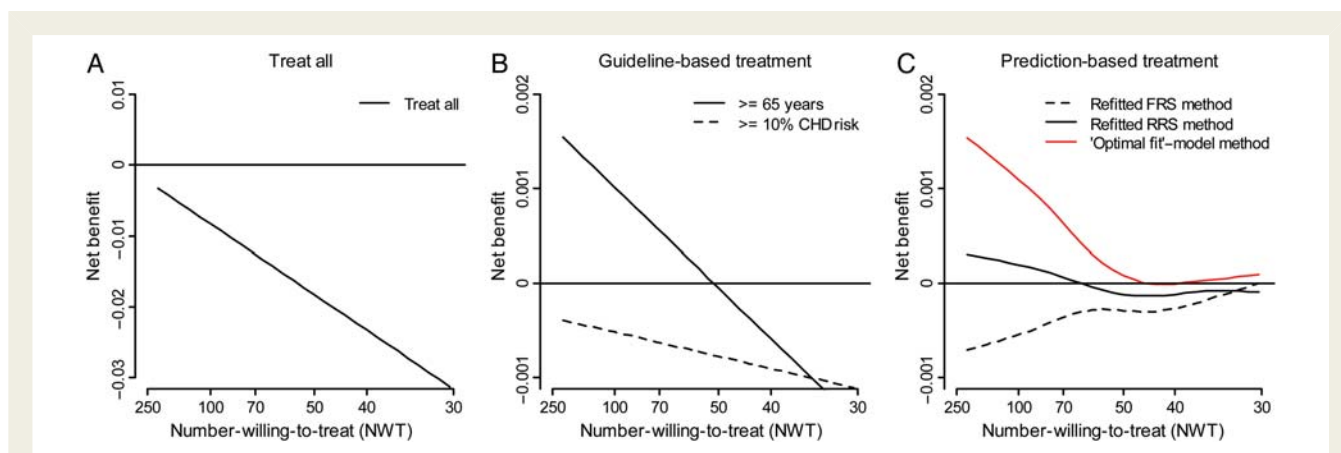 A
Treat all
Treat all
Net benefit
0.01
0
−0.01
−0.02
−0.03
250 100 70 50 40 30
Number-willing-to-treat (NWT)
B
Guideline-based treatment
>= 65 years
>= 10% CHD risk
Net benefit
0.002
0.001
0
−0.001
250 100 70 50 40 30
Number-willing-to-treat (NWT)
C
Prediction-based treatment
Refitted FRS method
Refitted RRS method
'Optimal fit'−model method
Net benefit
0.002
0.001
0
−0.001
250 100 70 50 40 30
Number-willing-to-treat (NWT)